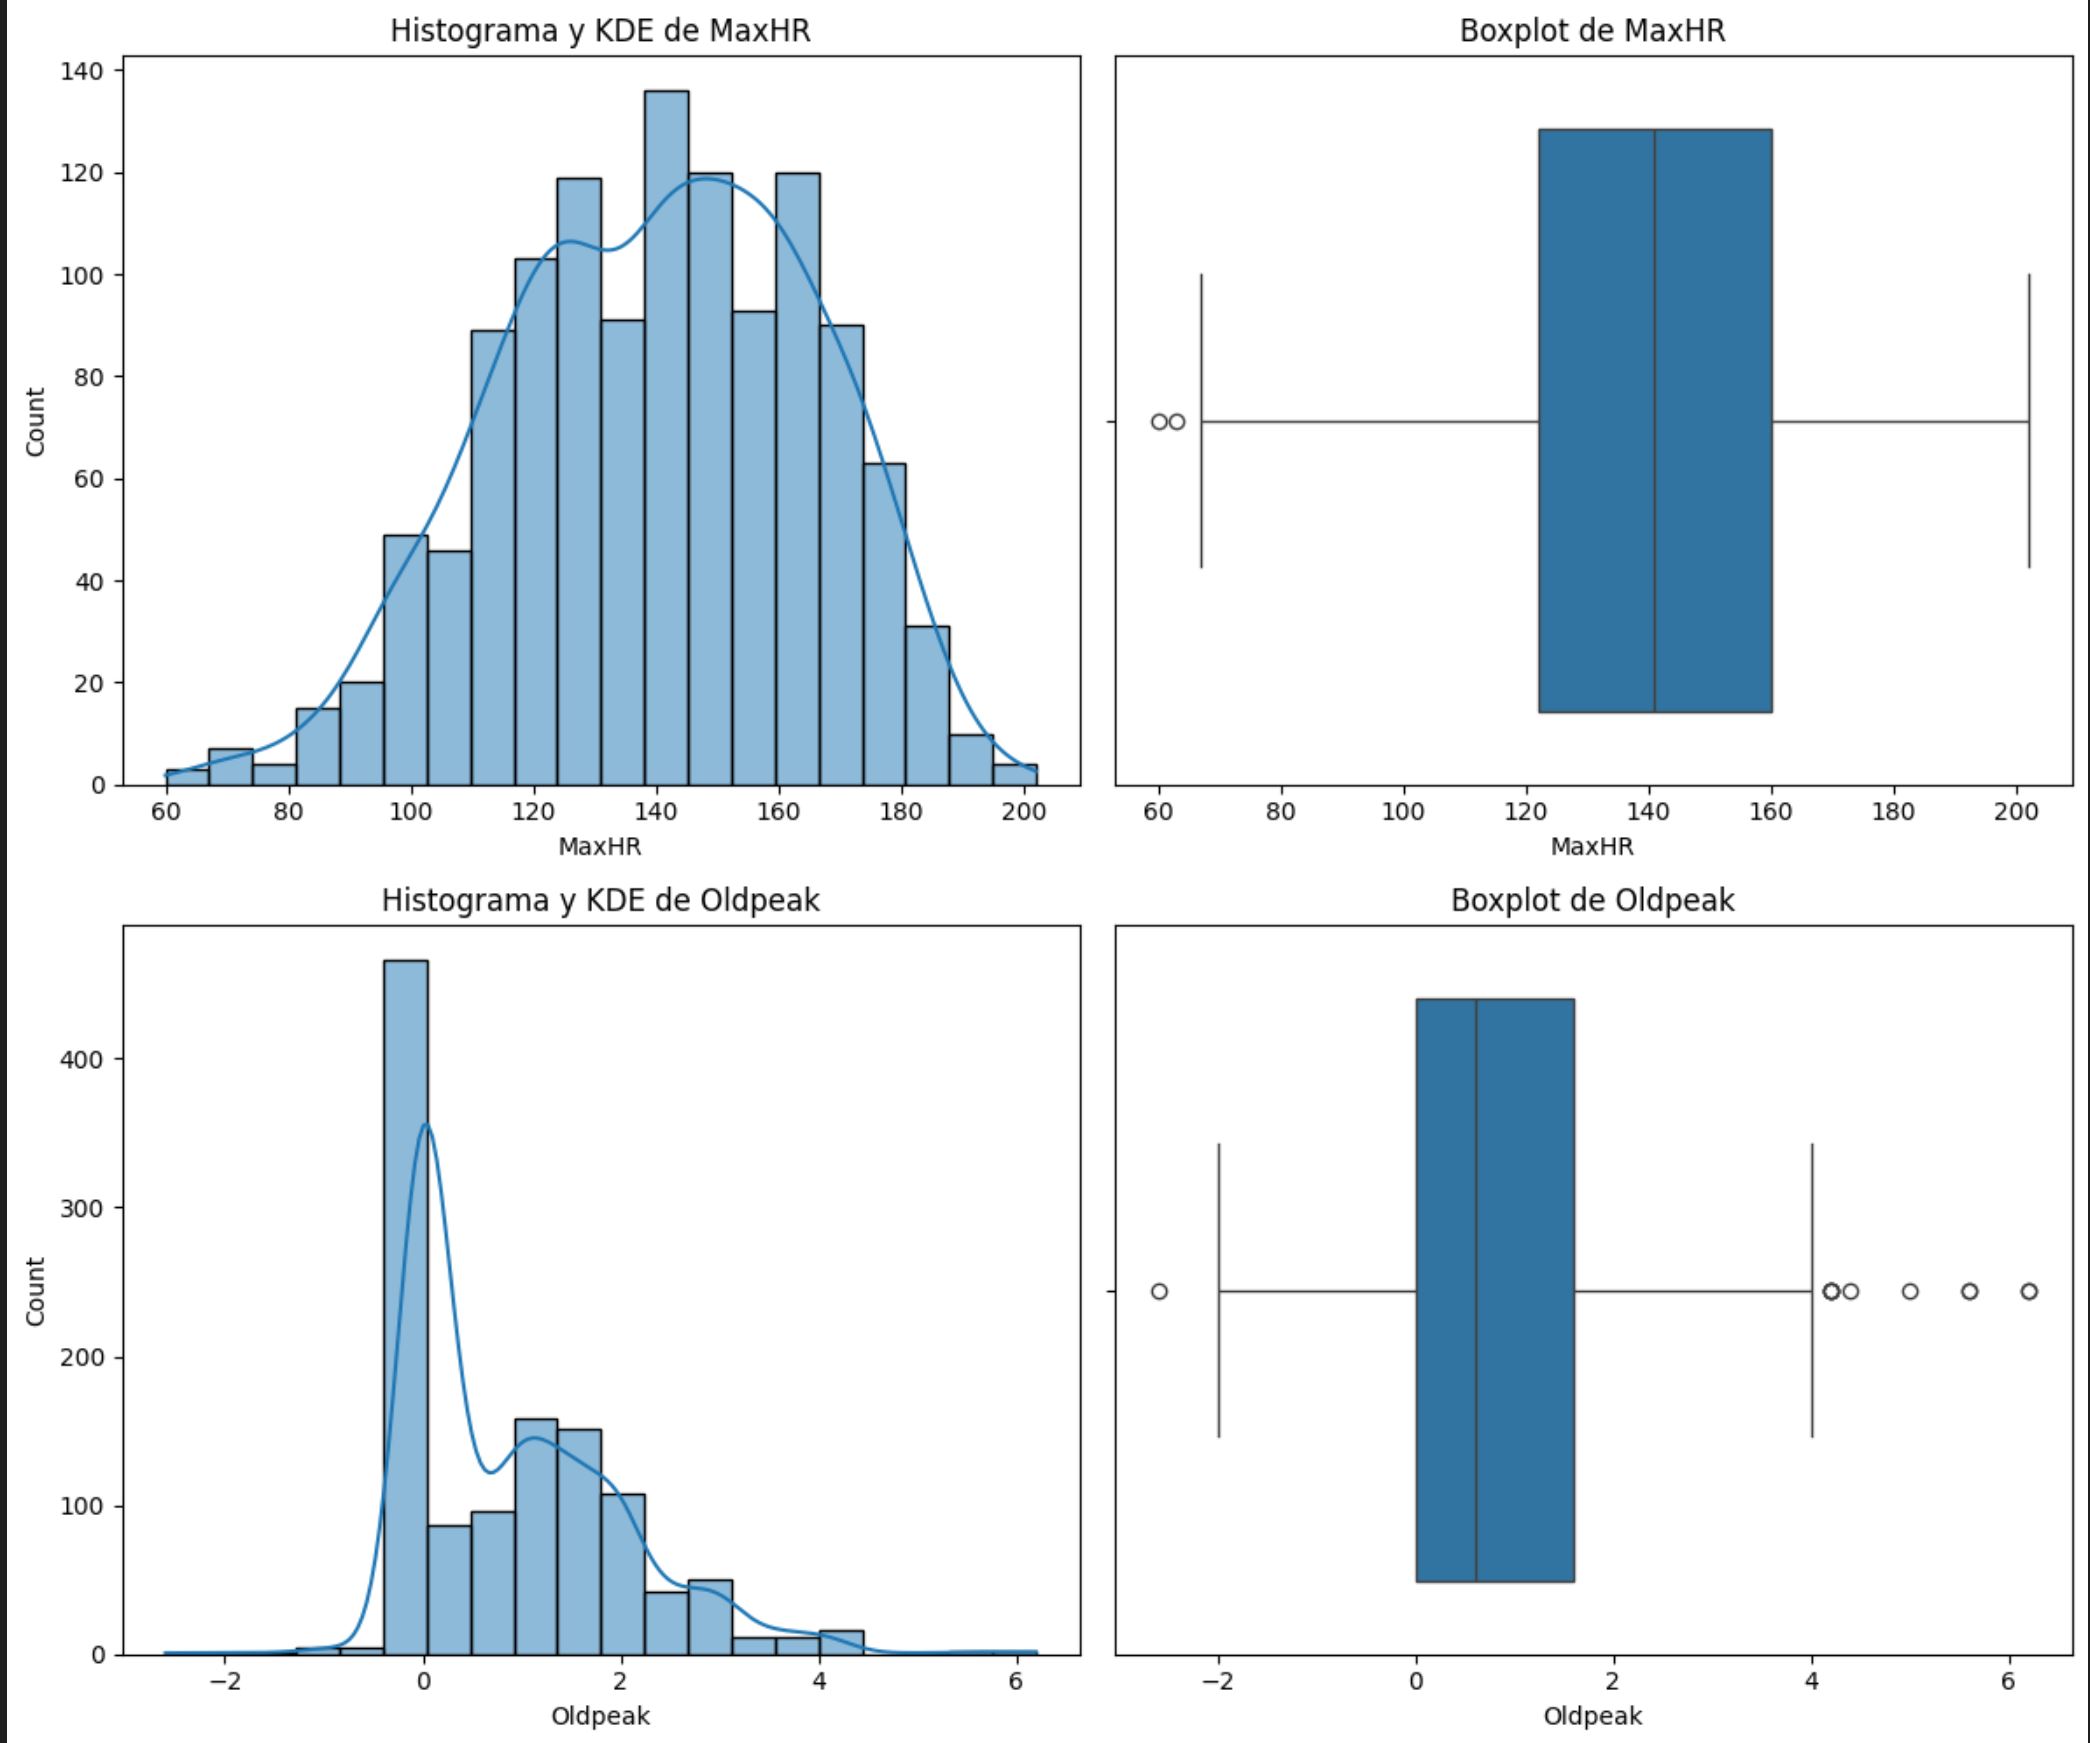 Histograma y KDE de MaxHR
140
120
100
80
60
40
20
0
Count
60 80 100 120 140 160 180 200
MaxHR
Boxplot de MaxHR
60 80 100 120 140 160 180 200
MaxHR
Histograma y KDE de Oldpeak
400
300
200
100
0
Count
−2 0 2 4 6
Oldpeak
Boxplot de Oldpeak
−2 0 2 4 6
Oldpeak